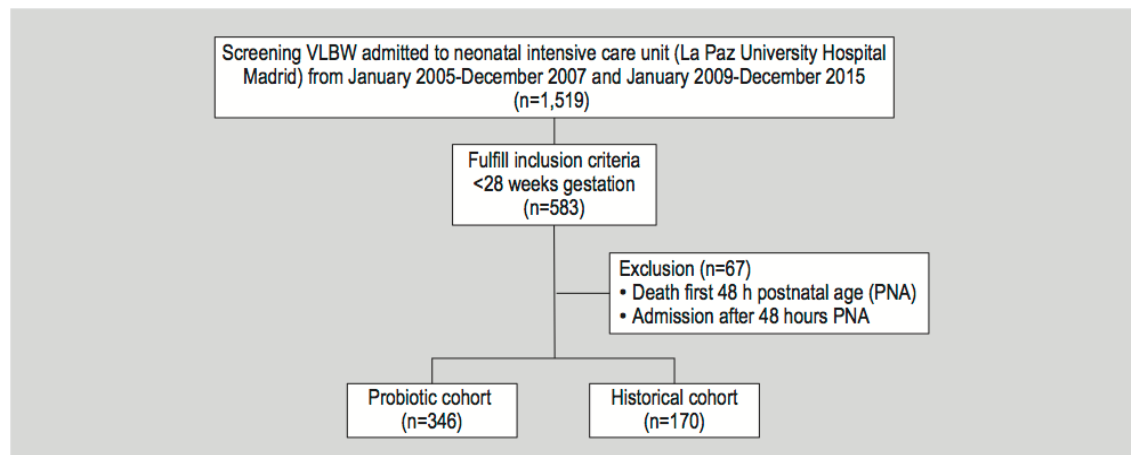 Screening VLBW admitted to neonatal intensive care unit (La Paz University Hospital
Madrid) from January 2005-December 2007 and January 2009-December 2015
(n=1,519)
Fulfill inclusion criteria
<28 weeks gestation
(n=583)
Exclusion (n=67)
• Death first 48 h postnatal age (PNA)
• Admission after 48 hours PNA
Probiotic cohort
(n=346)
Historical cohort
(n=170)